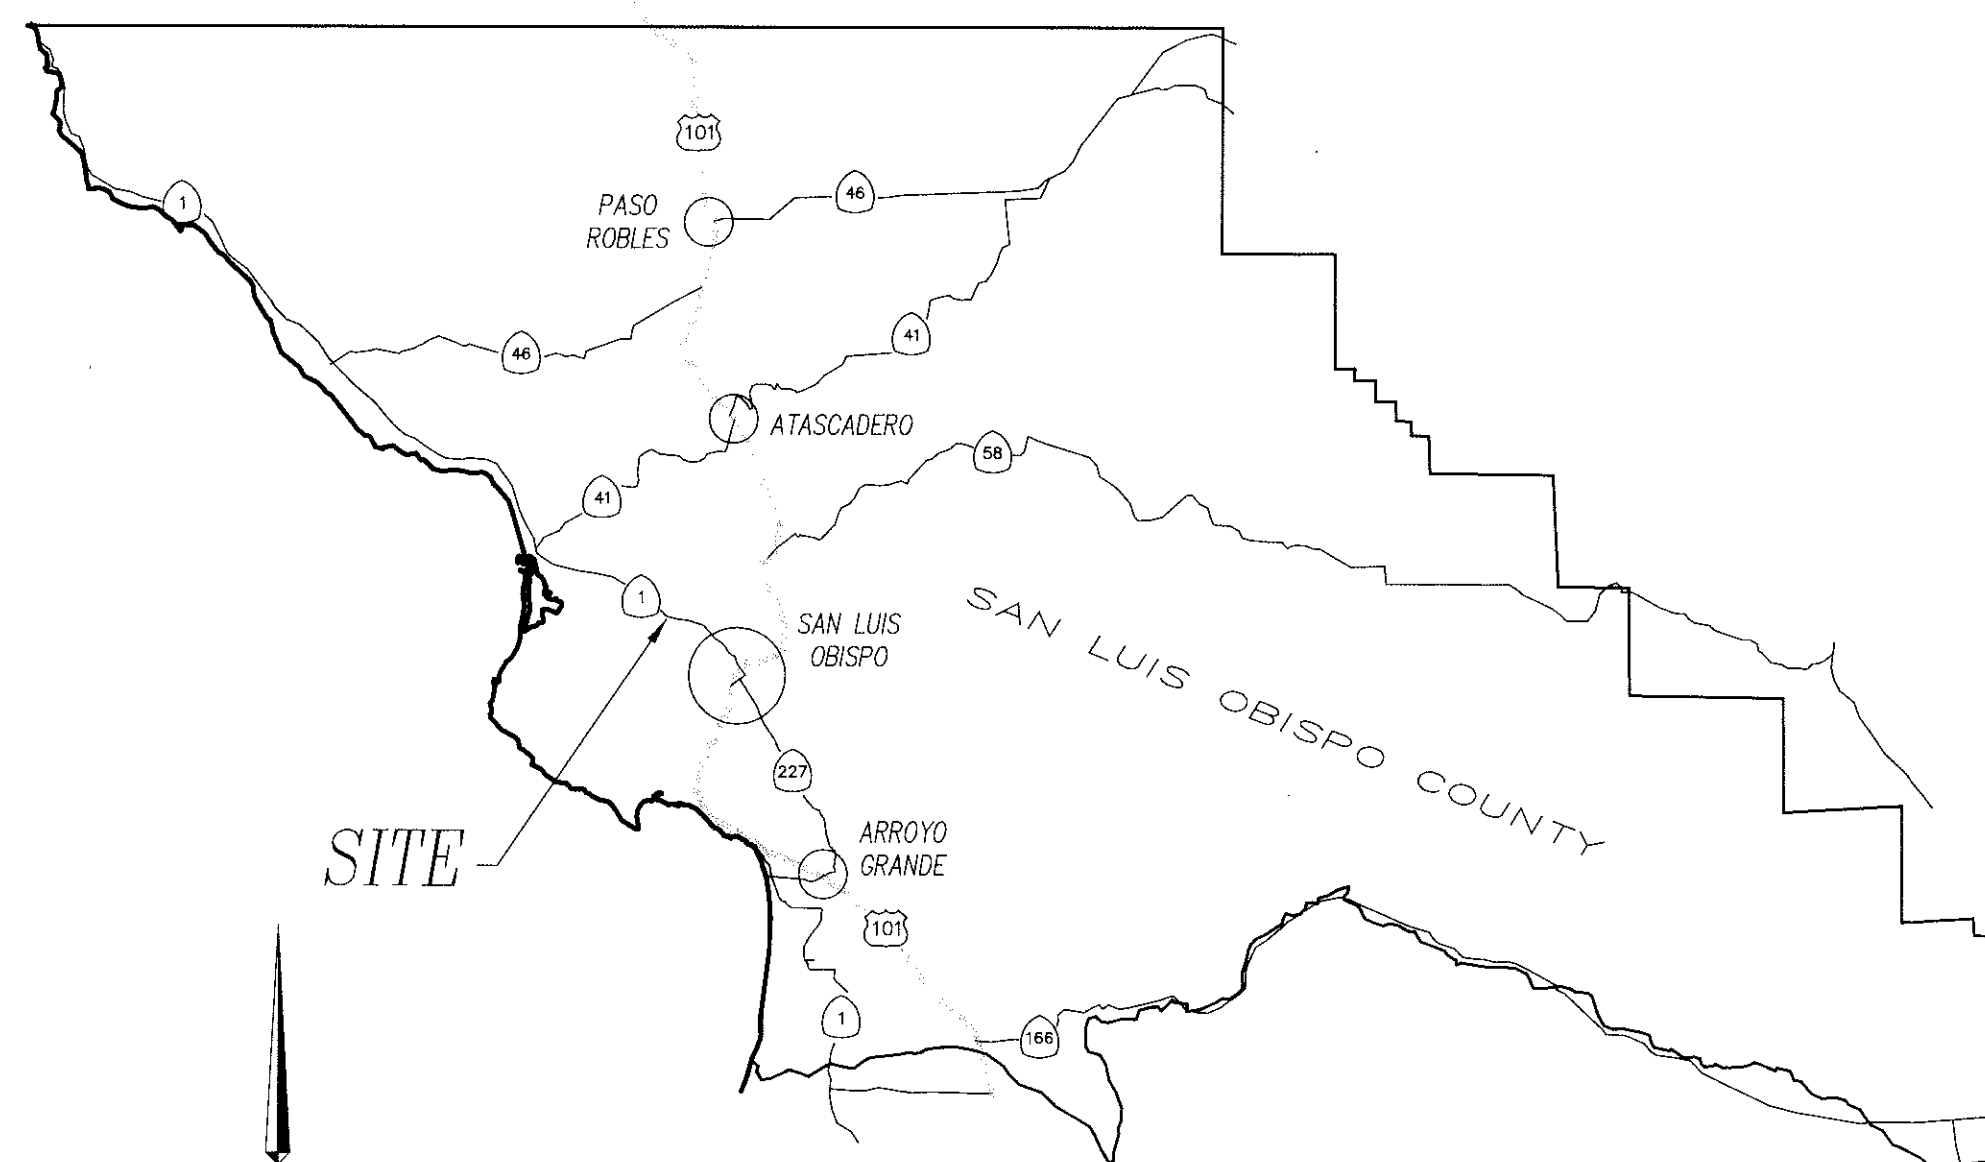 101
1
46
PASO
ROBLES
41
46
ATASCADERO
58
41
1
SAN LUIS
OBISPO
SAN LUIS OBISPO COUNTY
227
SITE
ARROYO
GRANDE
101
1
166